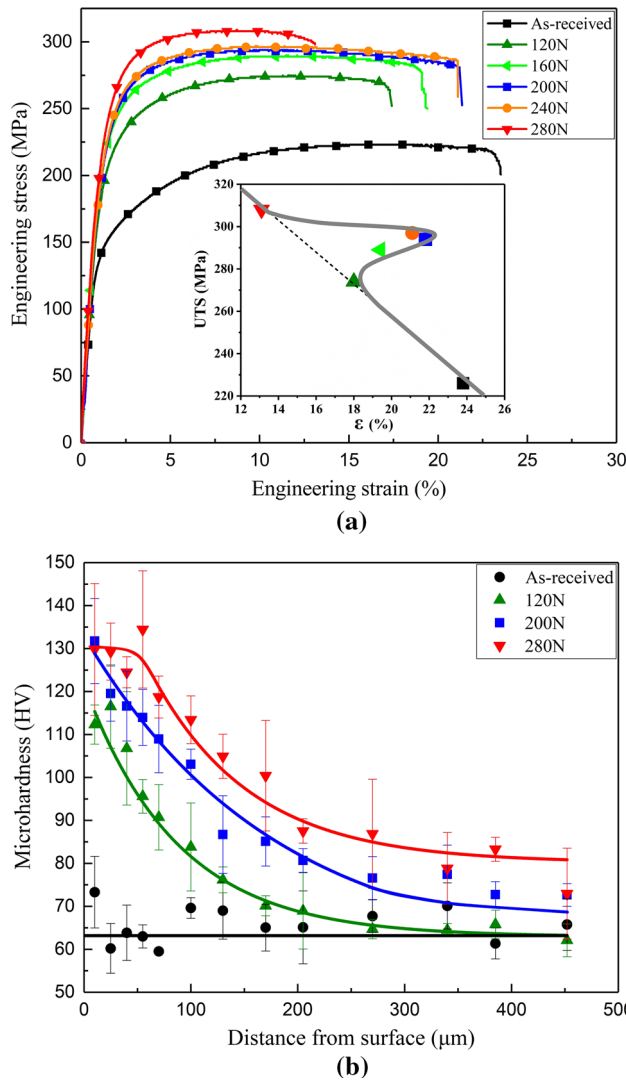 Engineering stress (MPa)
300
250
200
150
100
50
0
As-received
120N
160N
200N
240N
280N
UTS (MPa)
320
300
280
260
240
220
12 14 16 18 20 22 24 26
ε (%)
0 5 10 15 20 25 30
Engineering strain (%)
(a)
Microhardness (HV)
150
140
130
120
110
100
90
80
70
60
50
As-received
120N
200N
280N
0 100 200 300 400 500
Distance from surface (μm)
(b)